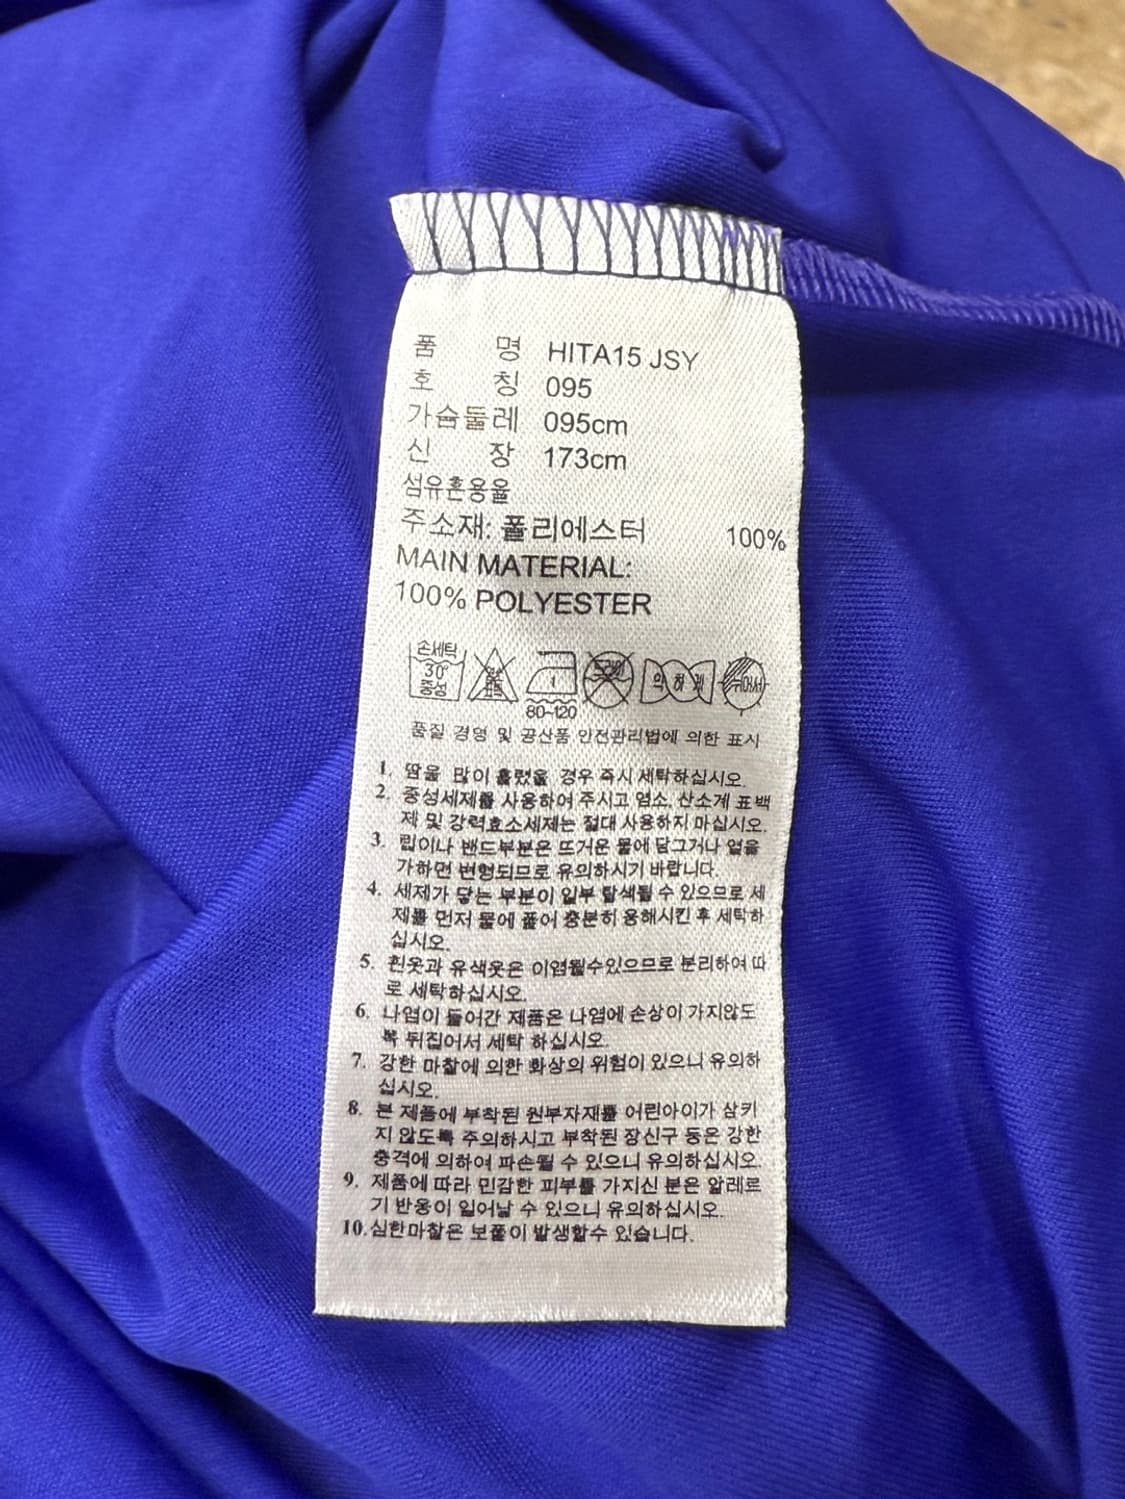 품 명 HITA15 JSY
호 칭 095
가슴둘레 095cm
신 장 173cm
섬유혼용율
주소재: 폴리에스터 100%
MAIN MATERIAL:
100% POLYESTER
손세탁
30°
중성
80~120
약하게
품질 경영 및 공산품 안전관리법에 의한 표시
1. 땀을 많이 흘렸을 경우 즉시 세탁하십시오.
2. 중성세제를 사용하여 주시고 염소, 산소계 표백
제 및 강력효소세제는 절대 사용하지 마십시오.
3. 립이나 밴드부분은 뜨거운 물에 담그거나 열을
가하면 변형되므로 유의하시기 바랍니다.
4. 세제가 닿는 부분이 일부 탈색될 수 있으므로 세
제를 먼저 물에 풀어 충분히 용해시킨 후 세탁하
십시오.
5. 흰옷과 유색옷은 이염될수있으므로 분리하여 따
로 세탁하십시오.
6. 나염이 들어간 제품은 나염에 손상이 가지않도
록 뒤집어서 세탁 하십시오.
7. 강한 마찰에 의한 화상의 위험이 있으니 유의하
십시오.
8. 본 제품에 부착된 원부자재를 어린아이가 삼키
지 않도록 주의하시고 부착된 장신구 등은 강한
충격에 의하여 파손될 수 있으니 유의하십시오.
9. 제품에 따라 민감한 피부를 가지신 분은 알레르
기 반응이 일어날 수 있으니 유의하십시오.
10. 심한마찰은 보풀이 발생할수 있습니다.